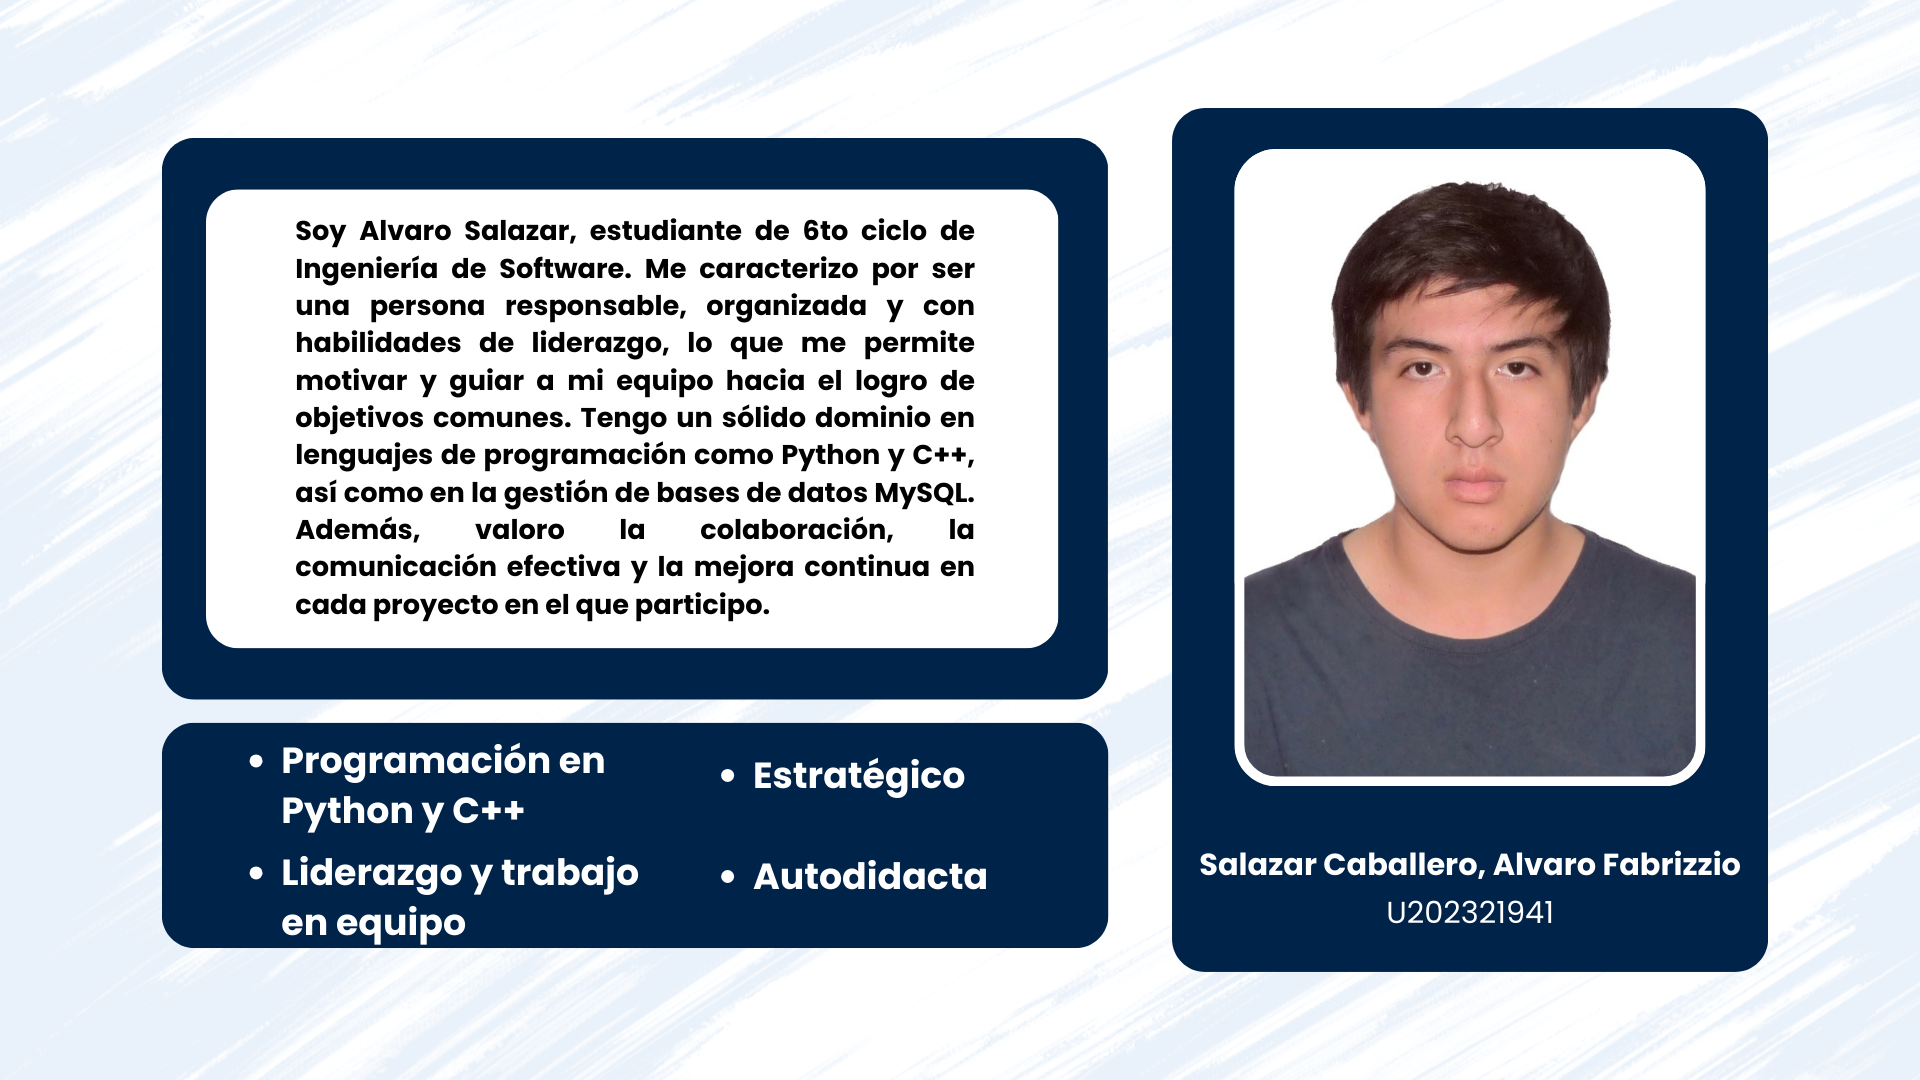 Soy Alvaro Salazar, estudiante de 6to ciclo de
Ingeniería de Software. Me caracterizo por ser
una persona responsable, organizada y con
habilidades de liderazgo, lo que me permite
motivar y guiar a mi equipo hacia el logro de
objetivos comunes. Tengo un sólido dominio en
lenguajes de programación como Python y C++,
así como en la gestión de bases de datos MySQL.
Además, valoro la colaboración, la
comunicación efectiva y la mejora continua en
cada proyecto en el que participo.
• Programación en
Python y C++
• Liderazgo y trabajo
en equipo
• Estratégico
• Autodidacta
Salazar Caballero, Alvaro Fabrizzio
U202321941